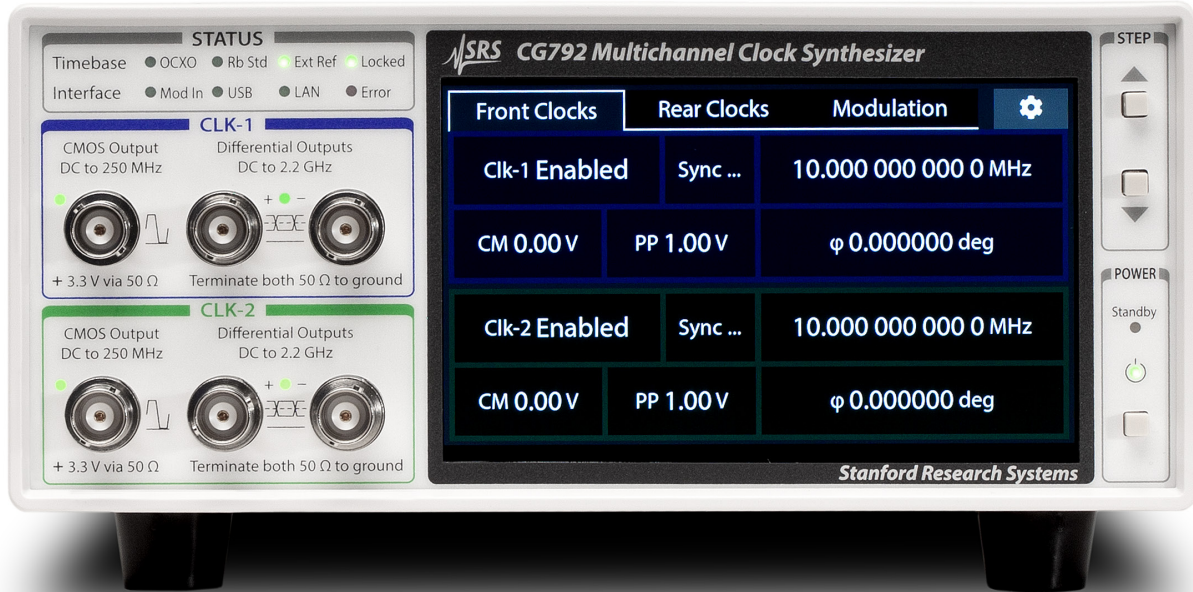 STATUS
Timebase OCXO Rb Std Ext Ref Locked
Interface Mod In USB LAN Error
CLK-1
CMOS Output
DC to 250 MHz
Differential Outputs
DC to 2.2 GHz
+ −
+ 3.3 V via 50 Ω
Terminate both 50 Ω to ground
CLK-2
CMOS Output
DC to 250 MHz
Differential Outputs
DC to 2.2 GHz
+ −
+ 3.3 V via 50 Ω
Terminate both 50 Ω to ground
SRS CG792 Multichannel Clock Synthesizer
Front Clocks Rear Clocks Modulation
Clk-1 Enabled Sync ... 10.000 000 000 0 MHz
CM 0.00 V PP 1.00 V φ 0.000000 deg
Clk-2 Enabled Sync ... 10.000 000 000 0 MHz
CM 0.00 V PP 1.00 V φ 0.000000 deg
Stanford Research Systems
STEP
POWER
Standby